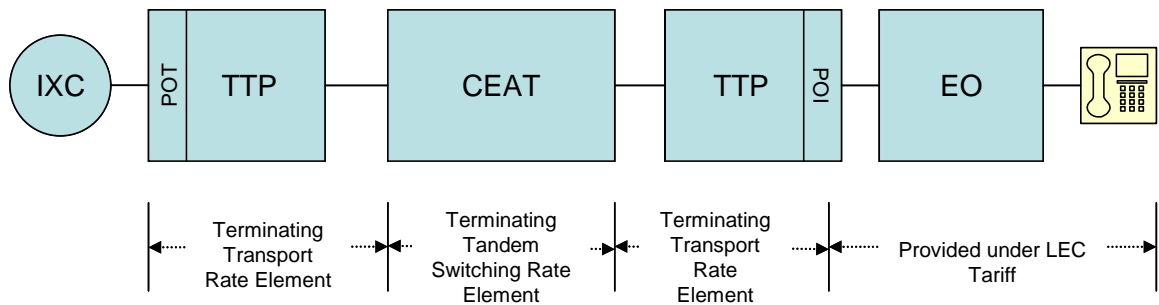 IXC
POT
TTP
CEAT
TTP
POI
EO
Terminating
Transport
Rate Element
Terminating
Tandem
Switching Rate
Element
Terminating
Transport
Rate
Element
Provided under LEC
Tariff